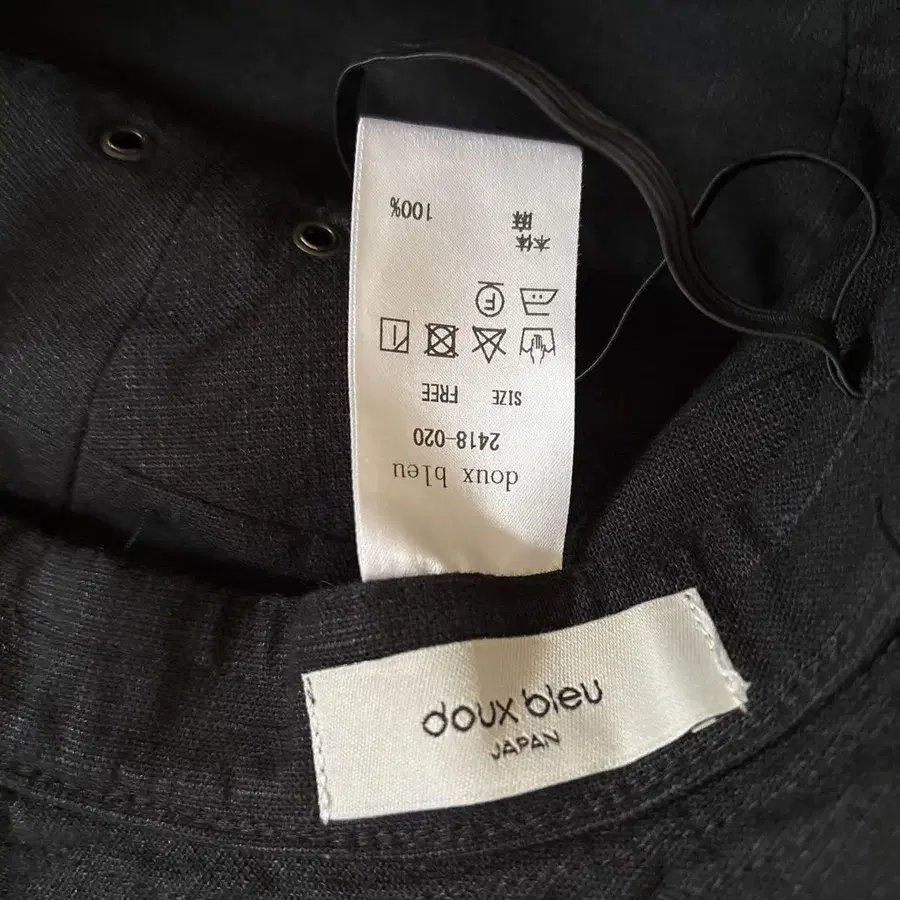 doux bleu
2418-020
SIZE FREE
F
本体
麻 100%
doux bleu
JAPAN